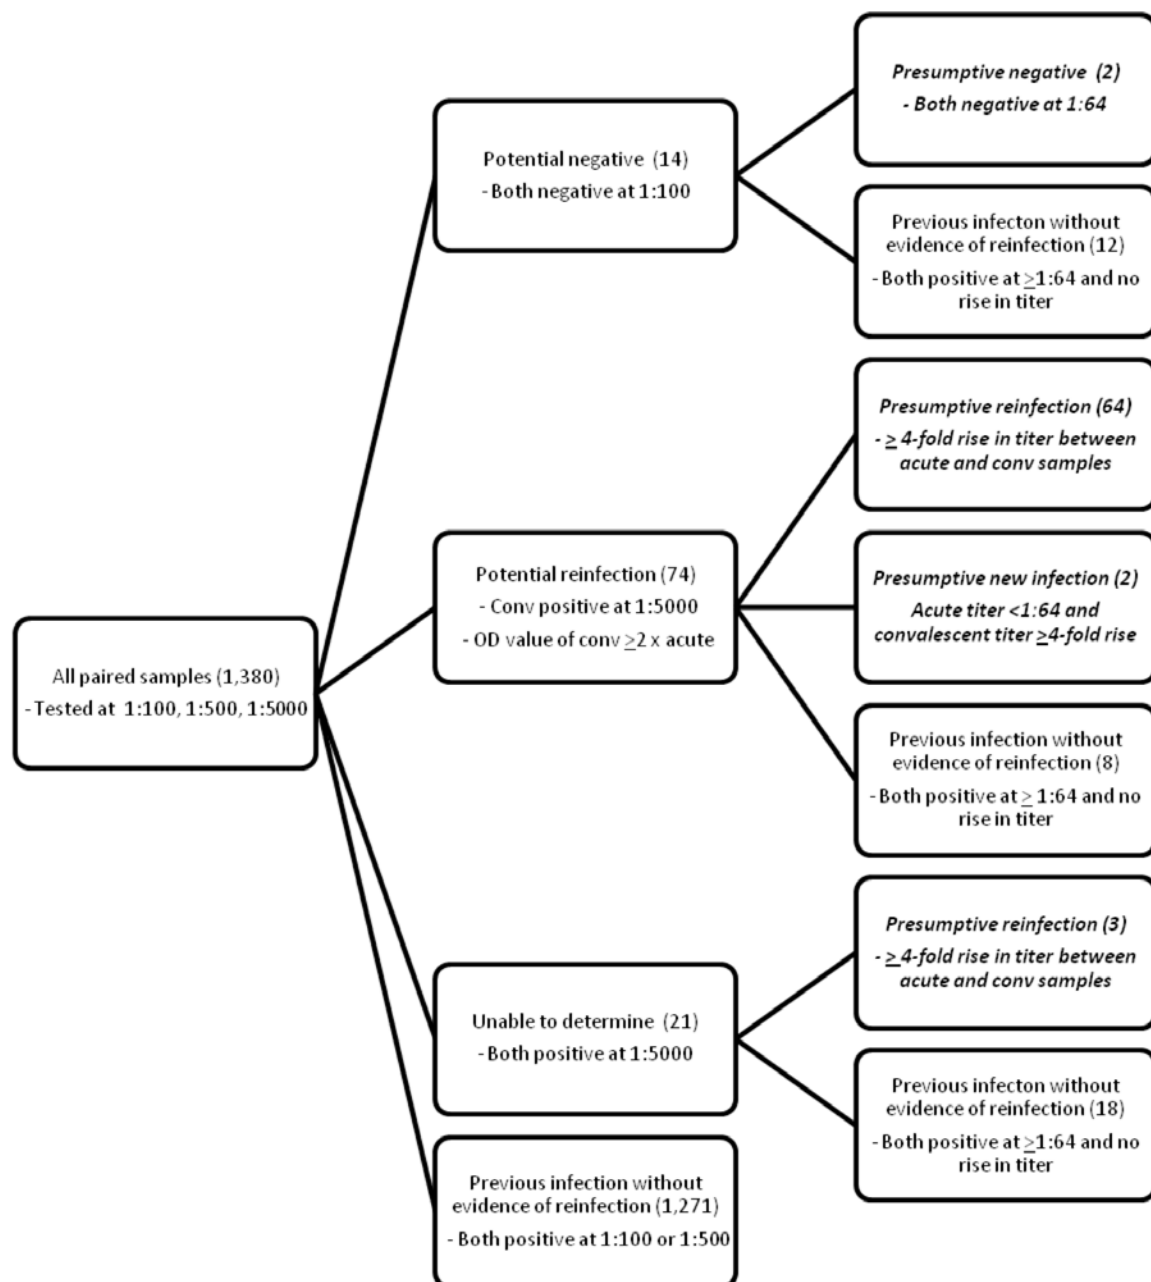 All paired samples (1,380)
- Tested at 1:100, 1:500, 1:5000
Potential negative (14)
- Both negative at 1:100
Presumptive negative (2)
- Both negative at 1:64
Previous infecton without
evidence of reinfection (12)
- Both positive at ≥1:64 and no
rise in titer
Potential reinfection (74)
- Conv positive at 1:5000
- OD value of conv ≥2 x acute
Presumptive reinfection (64)
- ≥ 4-fold rise in titer between
acute and conv samples
Presumptive new infection (2)
Acute titer <1:64 and
convalescent titer ≥4-fold rise
Previous infection without
evidence of reinfection (8)
- Both positive at ≥ 1:64 and no
rise in titer
Unable to determine (21)
- Both positive at 1:5000
Presumptive reinfection (3)
- ≥ 4-fold rise in titer between
acute and conv samples
Previous infecton without
evidence of reinfection (18)
- Both positive at ≥1:64 and no
rise in titer
Previous infection without
evidence of reinfection (1,271)
- Both positive at 1:100 or 1:500